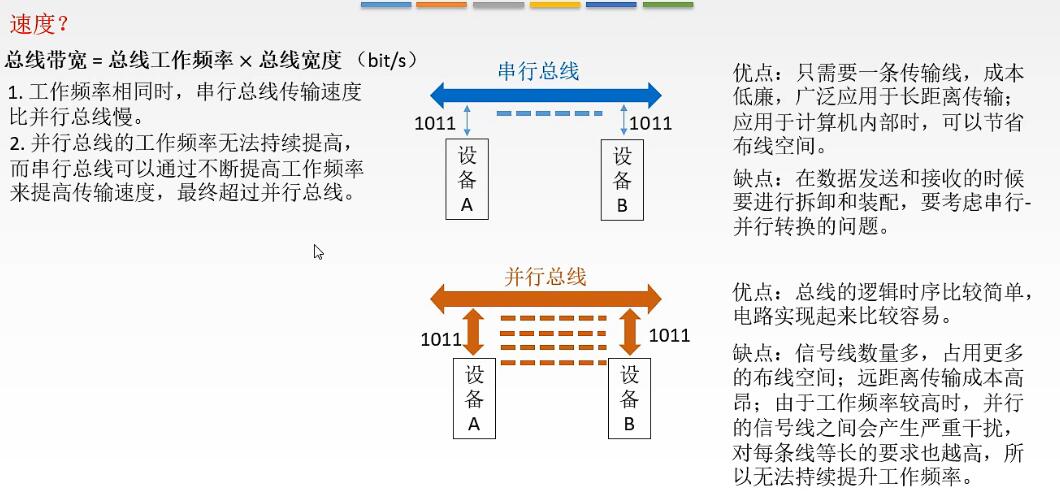 速度？
总线带宽 = 总线工作频率 × 总线宽度 （bit/s）
1. 工作频率相同时，串行总线传输速度
比并行总线慢。
2. 并行总线的工作频率无法持续提高，
而串行总线可以通过不断提高工作频率
来提高传输速度，最终超过并行总线。
串行总线
1011
1011
设
备
A
设
备
B
优点：只需要一条传输线，成本
低廉，广泛应用于长距离传输；
应用于计算机内部时，可以节省
布线空间。
缺点：在数据发送和接收的时候
要进行拆卸和装配，要考虑串行-
并行转换的问题。
并行总线
1011
1011
设
备
A
设
备
B
优点：总线的逻辑时序比较简单，
电路实现起来比较容易。
缺点：信号线数量多，占用更多
的布线空间；远距离传输成本高
昂；由于工作频率较高时，并行
的信号线之间会产生严重干扰，
对每条线等长的要求也越高，所
以无法持续提升工作频率。